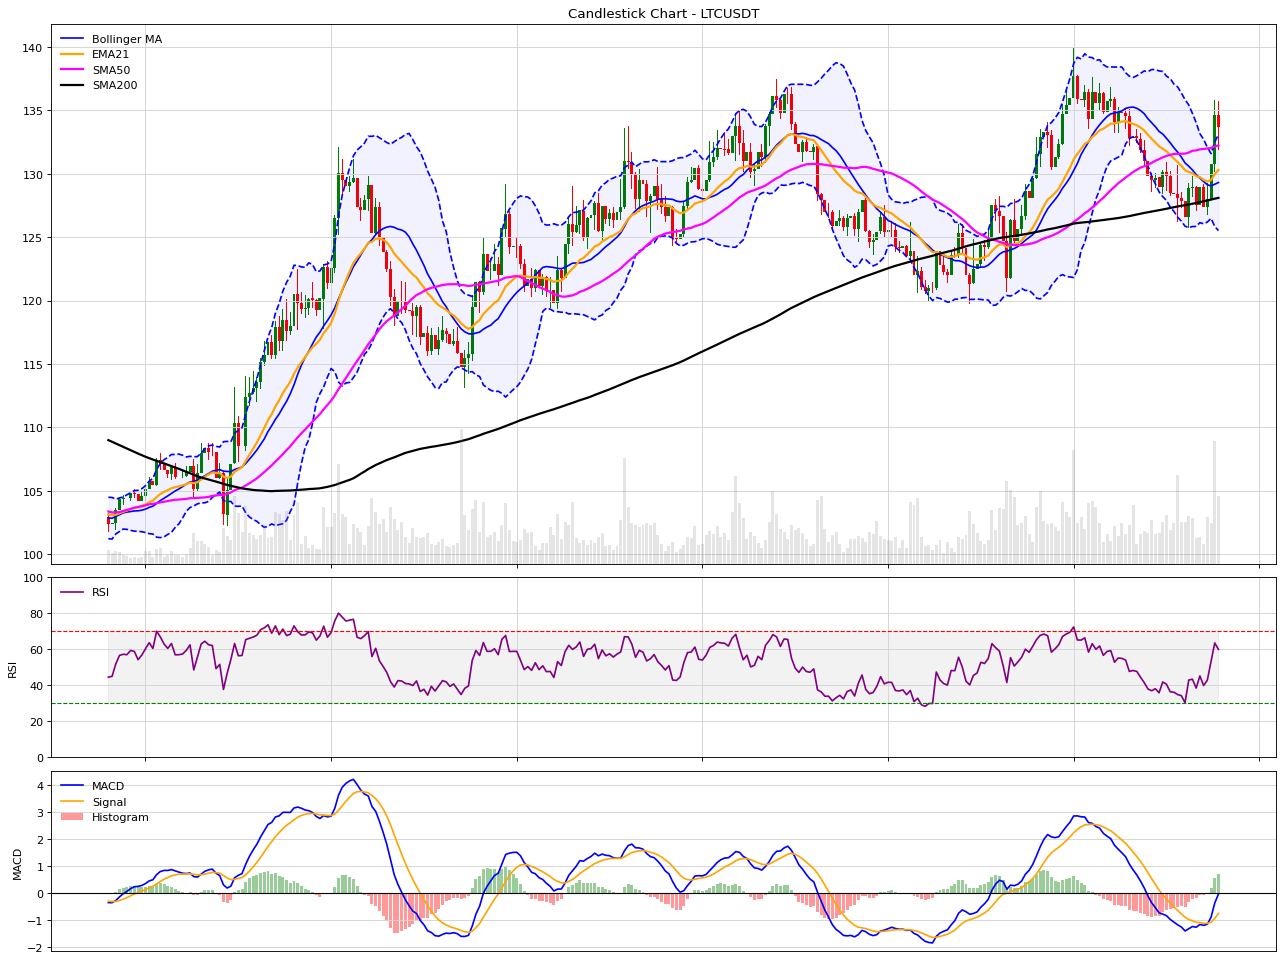 Candlestick Chart - LTCUSDT
Bollinger MA
EMA21
SMA50
SMA200
140
135
130
125
120
115
110
105
100
RSI
100
80
60
40
20
0
RSI
MACD
Signal
Histogram
4
3
2
1
0
−1
−2
MACD